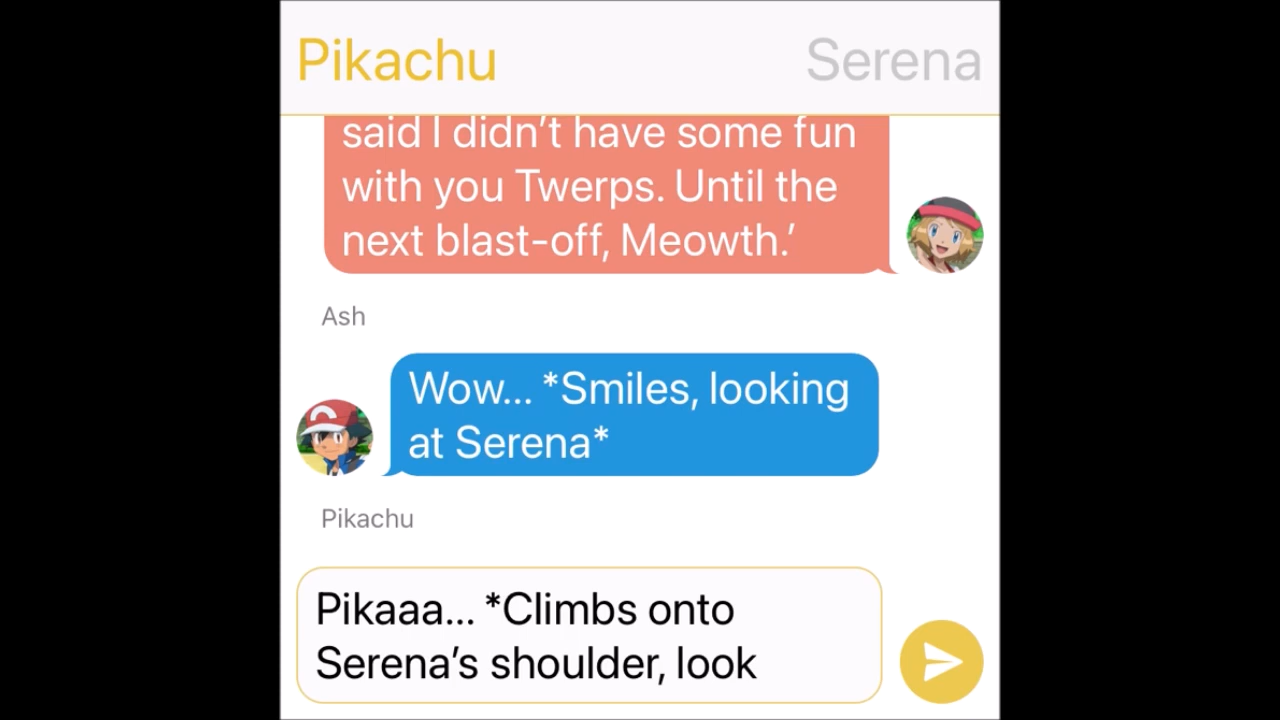 Pikachu
Serena
said I didn’t have some fun
with you Twerps. Until the
next blast-off, Meowth.’
Ash
Wow... *Smiles, looking
at Serena*
Pikachu
Pikaaa... *Climbs onto
Serena’s shoulder, look